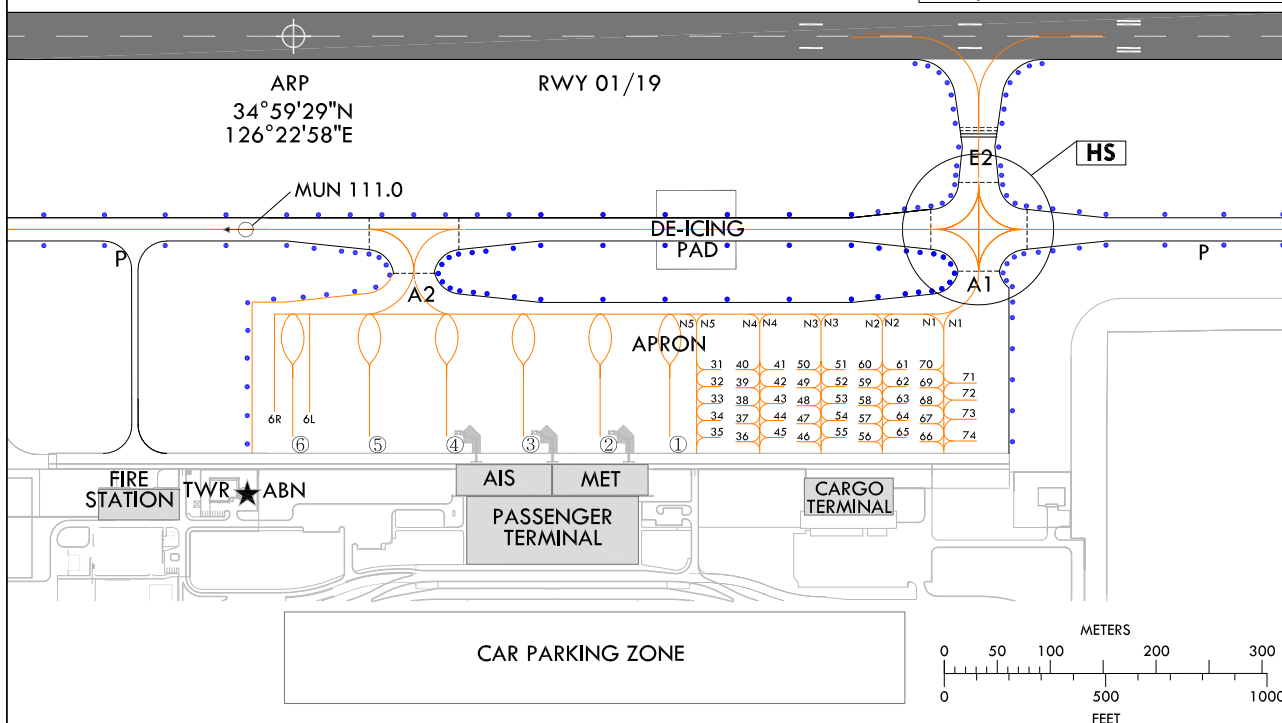 ARP
34°59'29"N
126°22'58"E
RWY 01/19
E2
HS
MUN 111.0
DE-ICING
PAD
P
P
A2
A1
N5 N5 N4 N4 N3 N3 N2 N2 N1 N1
APRON
31 40 41 50 51 60 61 70
71
32 39 42 49 52 59 62 69
72
33 38 43 48 53 58 63 68
73
34 37 44 47 54 57 64 67
35 36 45 46 55 56 65 66 74
6R 6L
⑥ ⑤ ④ ③ ② ①
FIRE
STATION
TWR ABN
AIS
MET
PASSENGER
TERMINAL
CARGO
TERMINAL
CAR PARKING ZONE
METERS
0 50 100 200 300
0 500 1000
FEET